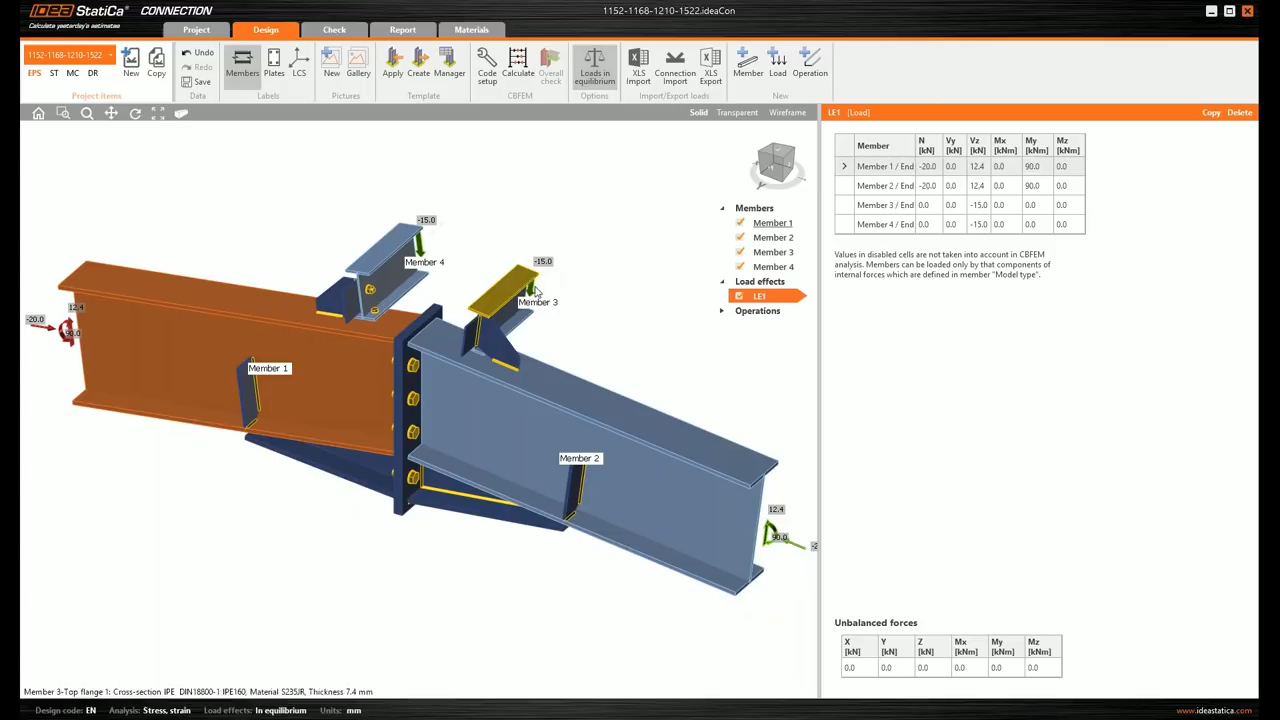 IDEA StatiCa® CONNECTION
Calculate yesterday's estimates
1152-1168-1210-1522.ideaCon
Project Design Check Report Materials
1152-1168-1210-1522
EPS ST MC DR
New Copy
Undo
Redo
Save
Members Plates LCS
New Gallery
Apply Create Manager
Code setup Calculate Overall check
Loads in equilibrium
XLS Import Connection Import XLS Export
Member Load Operation
Project items Data Labels Pictures Template CBFEM Options Import/Export loads New
Solid Transparent Wireframe
LE1 [Load] Copy Delete
Member N [kN] Vy [kN] Vz [kN] Mx [kNm] My [kNm] Mz [kNm]
Member 1 / End -20.0 0.0 12.4 0.0 90.0 0.0
Member 2 / End -20.0 0.0 12.4 0.0 90.0 0.0
Member 3 / End 0.0 0.0 -15.0 0.0 0.0 0.0
Member 4 / End 0.0 0.0 -15.0 0.0 0.0 0.0
Values in disabled cells are not taken into account in CBFEM
analysis. Members can be loaded only by that components of
internal forces which are defined in member "Model type".
Members
Member 1
Member 2
Member 3
Member 4
Load effects
LE1
Operations
-15.0
Member 4
-15.0
Member 3
12.4
-20.0
90.0
Member 1
Member 2
12.4
90.0
Unbalanced forces
X [kN] Y [kN] Z [kN] Mx [kNm] My [kNm] Mz [kNm]
0.0 0.0 0.0 0.0 0.0 0.0
Member 3-Top flange 1: Cross-section IPE DIN18800-1 IPE160, Material S235JR, Thickness 7.4 mm
Design code: EN Analysis: Stress, strain Load effects: In equilibrium Units: mm
www.ideastatica.com